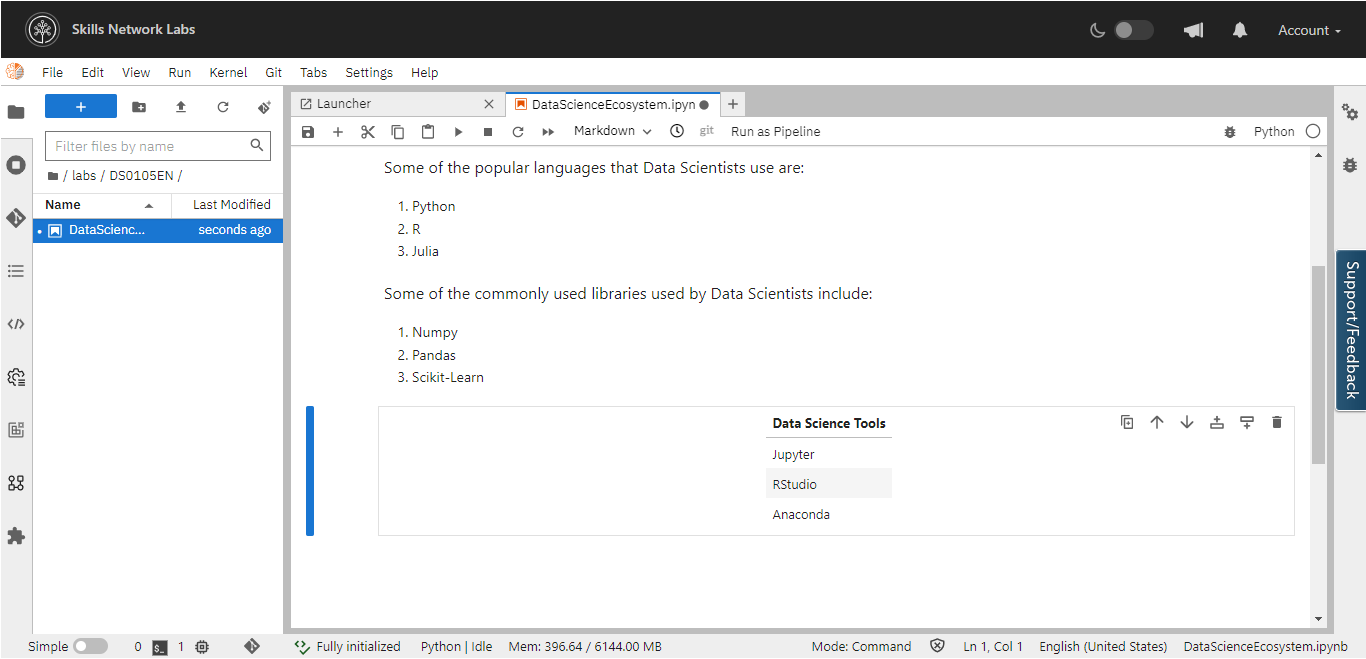 Skills Network Labs
Account
File Edit View Run Kernel Git Tabs Settings Help
+
Filter files by name
/ labs / DS0105EN /
Name Last Modified
DataScienc... seconds ago
Launcher
DataScienceEcosystem.ipyn
Markdown git Run as Pipeline Python
Some of the popular languages that Data Scientists use are:
1. Python
2. R
3. Julia
Some of the commonly used libraries used by Data Scientists include:
1. Numpy
2. Pandas
3. Scikit-Learn
Data Science Tools
Jupyter
RStudio
Anaconda
Support/Feedback
Simple 0 $_ 1 Fully initialized Python | Idle Mem: 396.64 / 6144.00 MB Mode: Command Ln 1, Col 1 English (United States) DataScienceEcosystem.ipynb